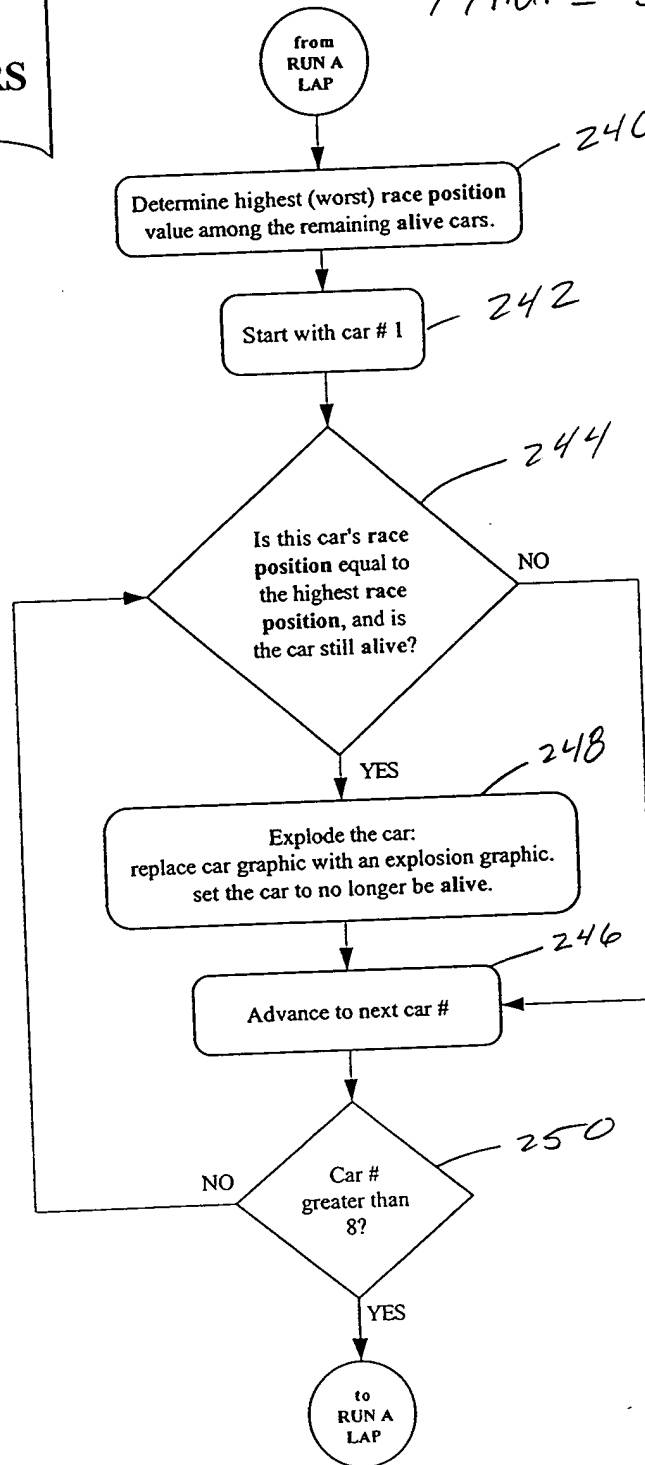 RS
from
RUN A
LAP
240
Determine highest (worst) race position
value among the remaining alive cars.
242
Start with car # 1
244
Is this car's race
position equal to
the highest race
position, and is
the car still alive?
NO
YES
248
Explode the car:
replace car graphic with an explosion graphic.
set the car to no longer be alive.
246
Advance to next car #
250
NO
Car #
greater than
8?
YES
to
RUN A
LAP